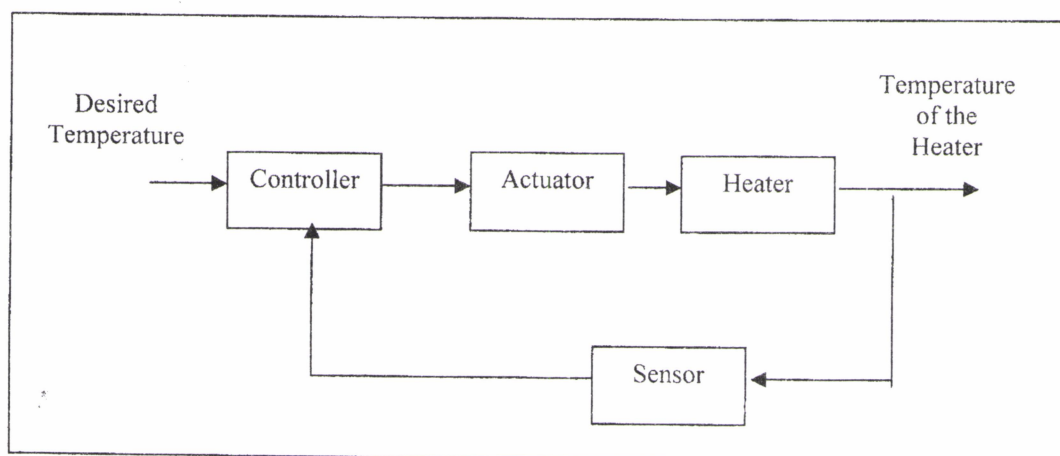 Desired
Temperature
Controller
Actuator
Heater
Temperature
of the
Heater
Sensor